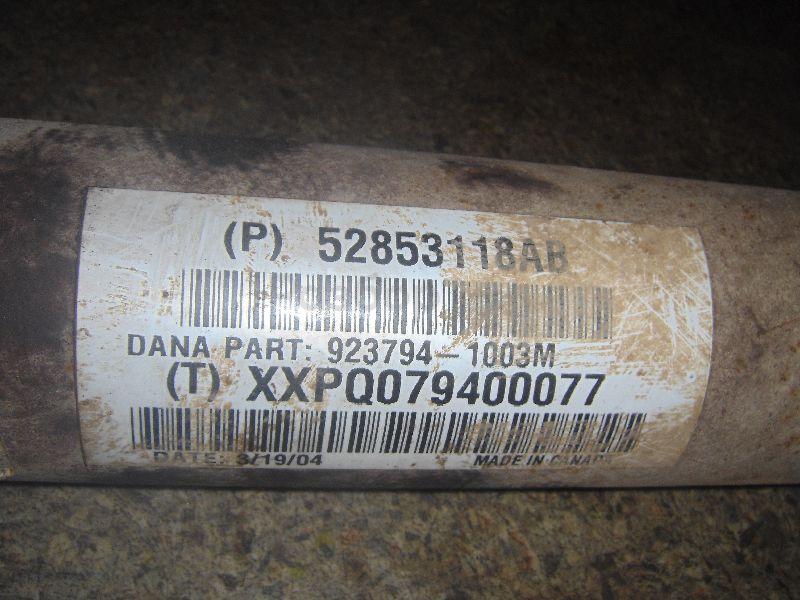 (P) 52853118AB
DANA PART: 923794-1003M
(T) XXPQ079400077
DATE: 3/19/04 MADE IN CANADA